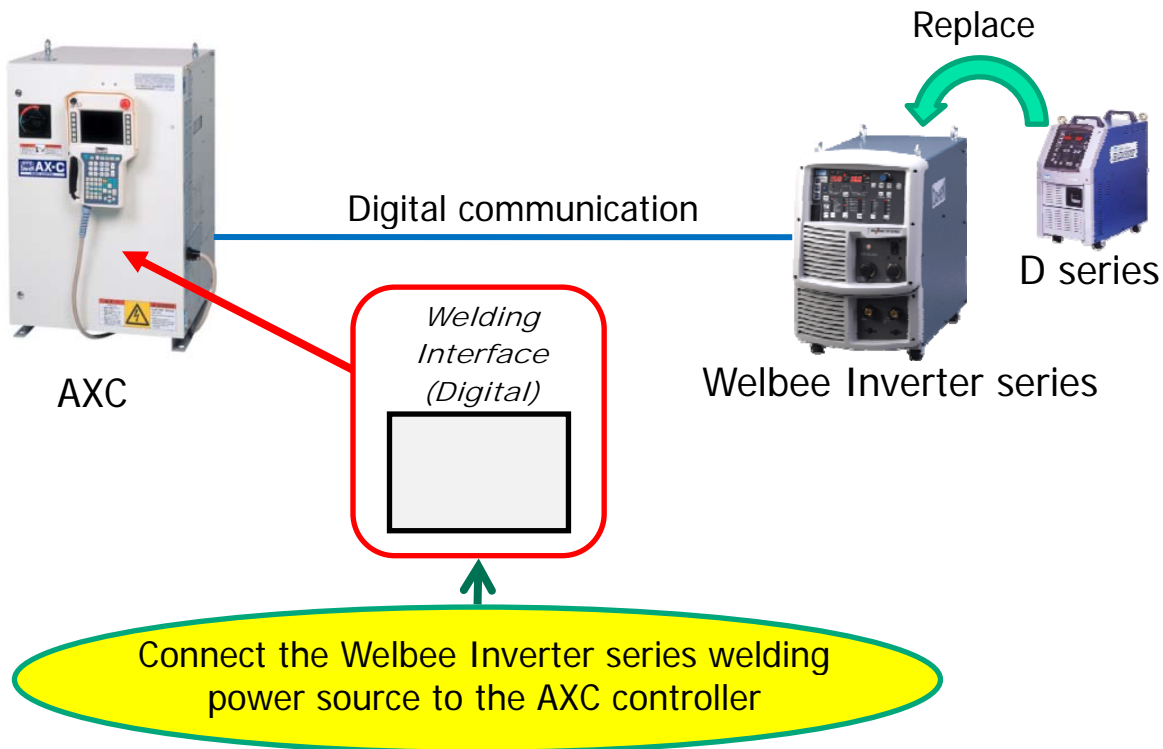 Replace
AX-C
Digital communication
D series
Welding
Interface
(Digital)
AXC
Welbee Inverter series
Connect the Welbee Inverter series welding
power source to the AXC controller